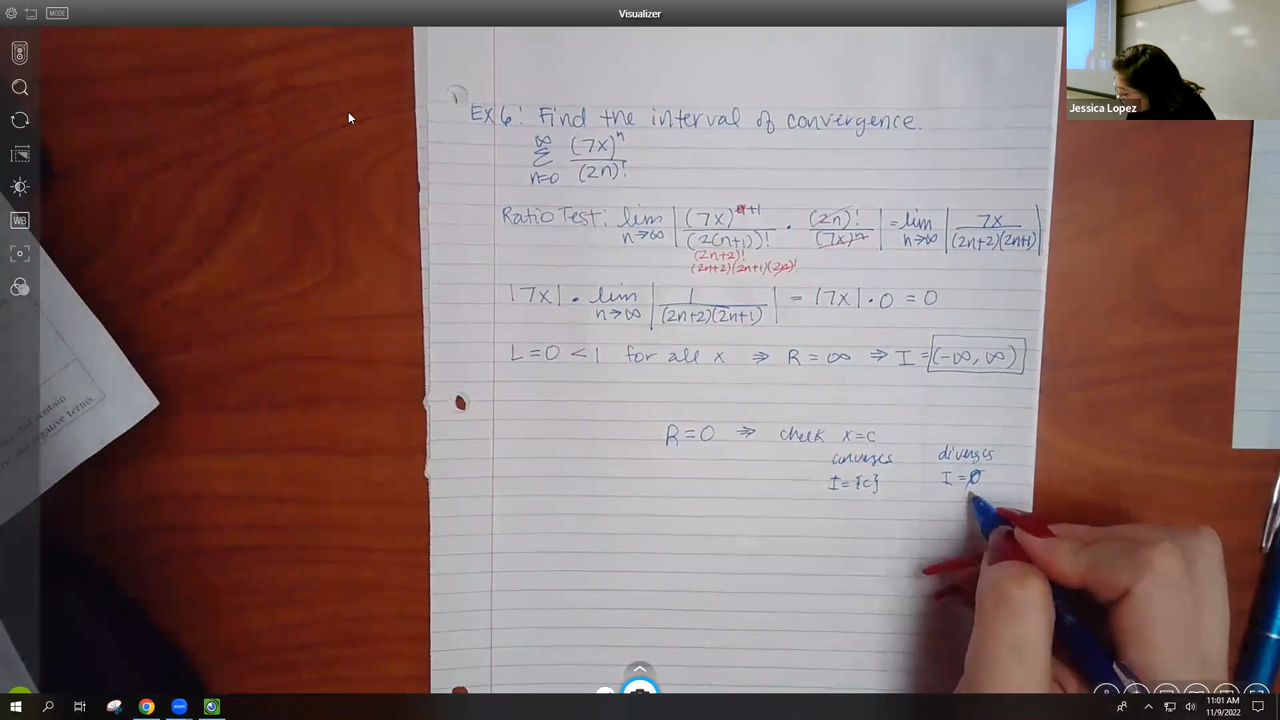 MODE
Visualizer
Jessica Lopez
Ex 6: Find the interval of convergence.
∞
Σ (7x)^n / (2n)!
n=0
Ratio Test: lim n→∞ | (7x)^{n+1} / (2(n+1))! · (2n)! / (7x)^n | = lim n→∞ | 7x / (2n+2)(2n+1) |
(2n+2)!
(2n+2)(2n+1)(2n)!
|7x| · lim n→∞ | 1 / (2n+2)(2n+1) | = |7x| · 0 = 0
L = 0 < 1 for all x ⇒ R = ∞ ⇒ I = (-∞, ∞)
R = 0 ⇒ check x = c
converges diverges
I = {c} I = ∅
WB
zoom
11:01 AM
11/9/2022